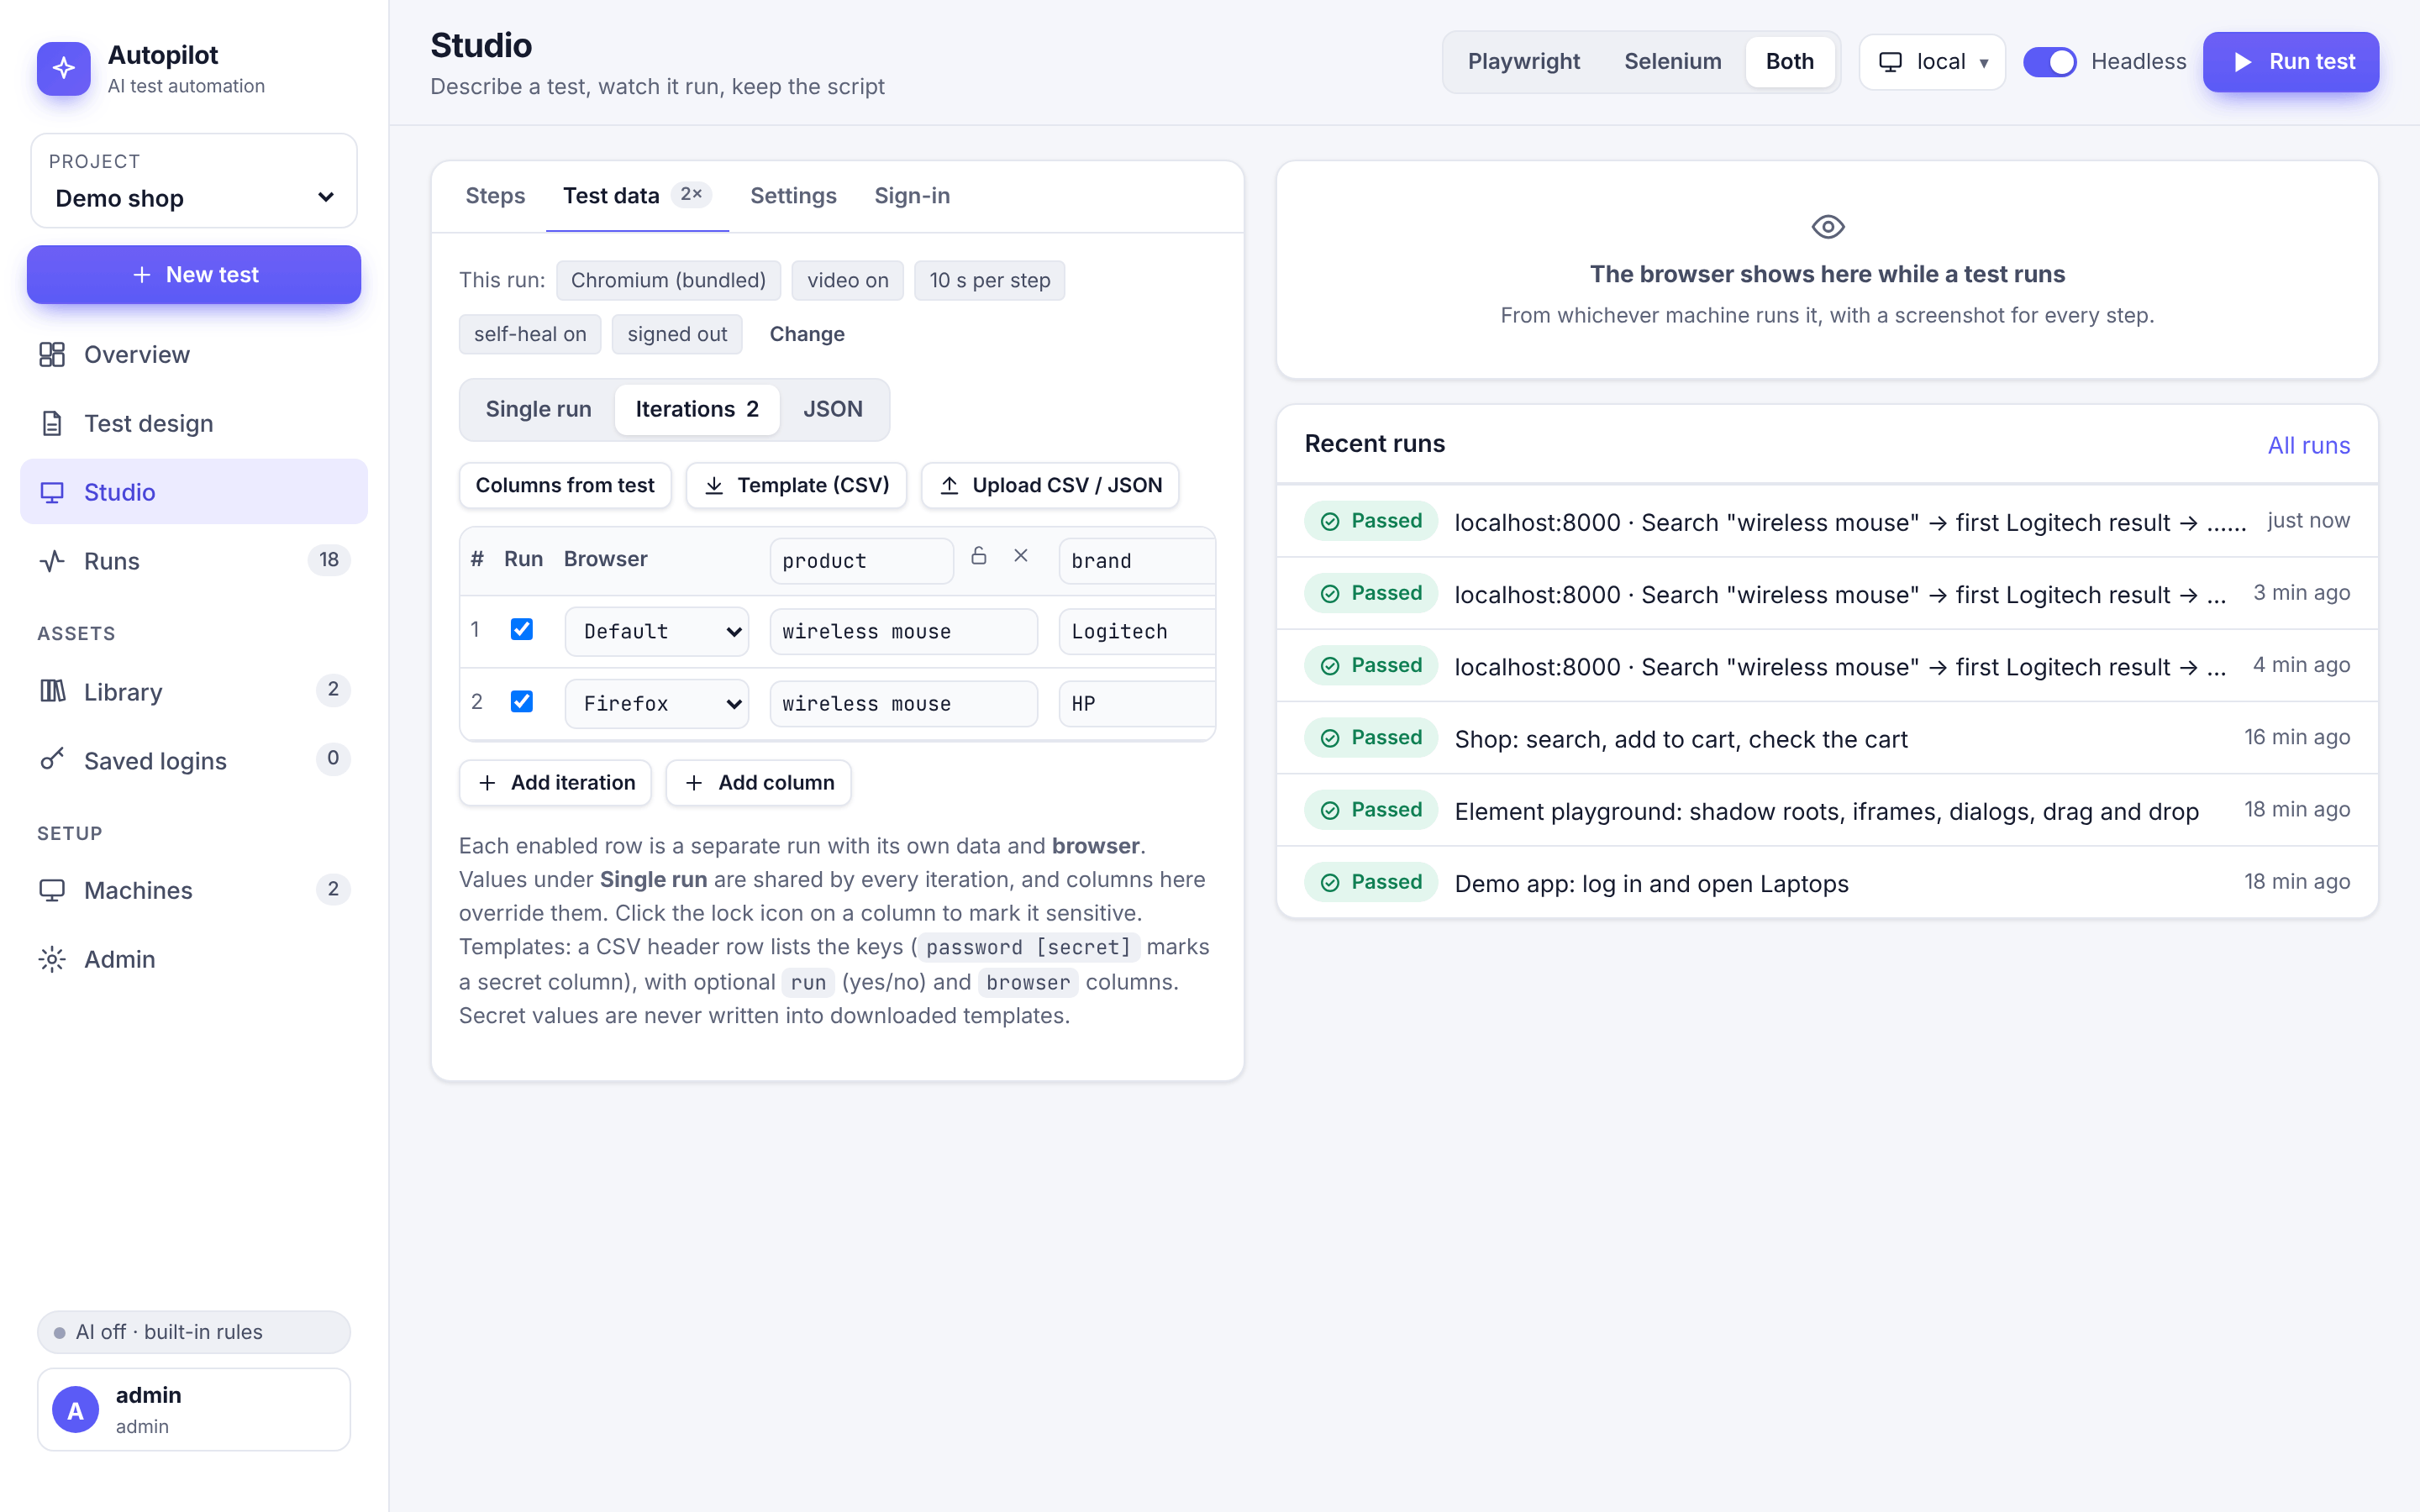 Autopilot
AI test automation
PROJECT
Demo shop
New test
Overview
Test design
Studio
Runs 18
ASSETS
Library 2
Saved logins 0
SETUP
Machines 2
Admin
AI off · built-in rules
A
admin
admin
Studio
Describe a test, watch it run, keep the script
Playwright Selenium Both
local
Headless
Run test
Steps Test data 2× Settings Sign-in
This run: Chromium (bundled) video on 10 s per step
self-heal on signed out Change
Single run Iterations 2 JSON
Columns from test Template (CSV) Upload CSV / JSON
# Run Browser product brand
1 Default wireless mouse Logitech
2 Firefox wireless mouse HP
Add iteration Add column
Each enabled row is a separate run with its own data and browser.
Values under Single run are shared by every iteration, and columns here
override them. Click the lock icon on a column to mark it sensitive.
Templates: a CSV header row lists the keys ( password [secret] marks
a secret column), with optional run (yes/no) and browser columns.
Secret values are never written into downloaded templates.
The browser shows here while a test runs
From whichever machine runs it, with a screenshot for every step.
Recent runs All runs
Passed localhost:8000 · Search "wireless mouse" → first Logitech result → …… just now
Passed localhost:8000 · Search "wireless mouse" → first Logitech result → … 3 min ago
Passed localhost:8000 · Search "wireless mouse" → first Logitech result → … 4 min ago
Passed Shop: search, add to cart, check the cart 16 min ago
Passed Element playground: shadow roots, iframes, dialogs, drag and drop 18 min ago
Passed Demo app: log in and open Laptops 18 min ago